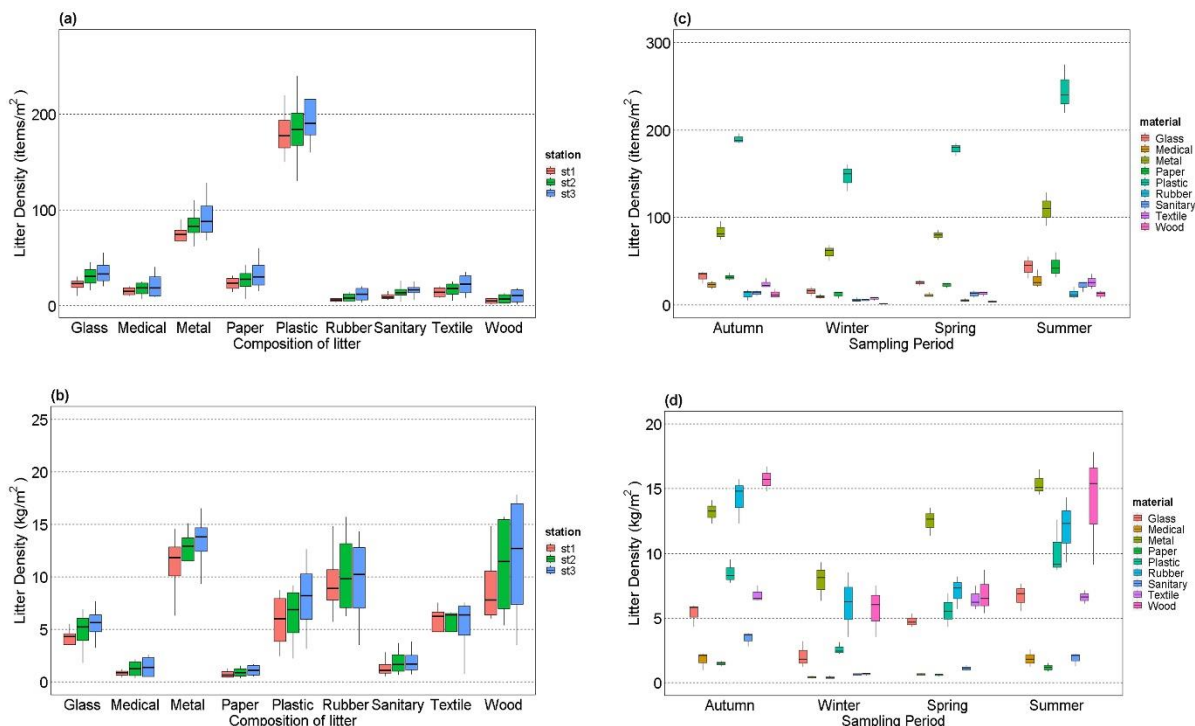 (a)
Litter Density (items/m²)
200
100
0
Glass Medical Metal Paper Plastic Rubber Sanitary Textile Wood
Composition of litter
station
st1
st2
st3
(c)
Litter Density (items/m²)
300
200
100
0
Autumn Winter Spring Summer
Sampling Period
material
Glass
Medical
Metal
Paper
Plastic
Rubber
Sanitary
Textile
Wood
(b)
Litter Density (kg/m²)
25
20
15
10
5
0
Glass Medical Metal Paper Plastic Rubber Sanitary Textile Wood
Composition of litter
station
st1
st2
st3
(d)
Litter Density (kg/m²)
20
15
10
5
0
Autumn Winter Spring Summer
Sampling Period
material
Glass
Medical
Metal
Paper
Plastic
Rubber
Sanitary
Textile
Wood